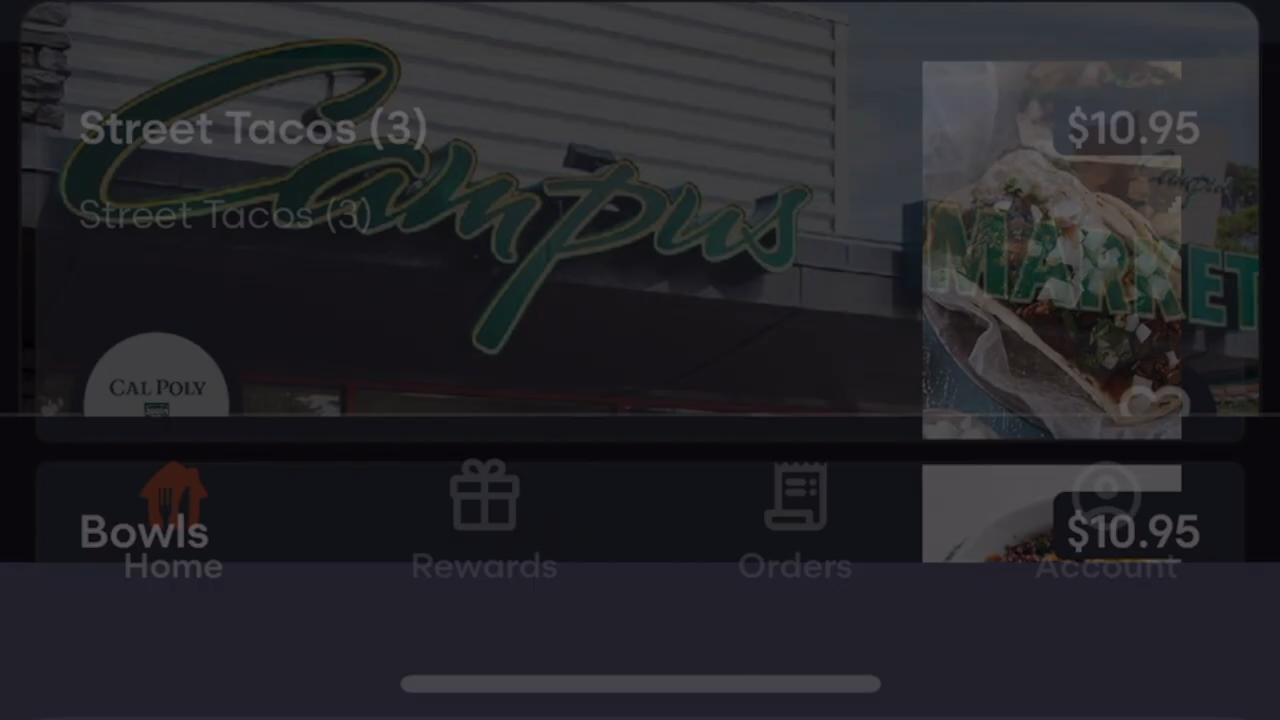 Campus
Street Tacos (3)
$10.95
Street Tacos (3)
MARKET
CAL POLY
Bowls
$10.95
Home
Rewards
Orders
Account